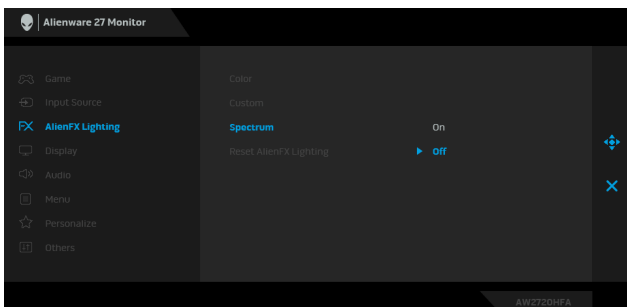 Alienware 27 Monitor
Game
Color
Input Source
Custom
FX AlienFX Lighting
Spectrum On
Display
Reset AlienFX Lighting Off
Audio
Menu
Personalize
Others
AW2720HFA